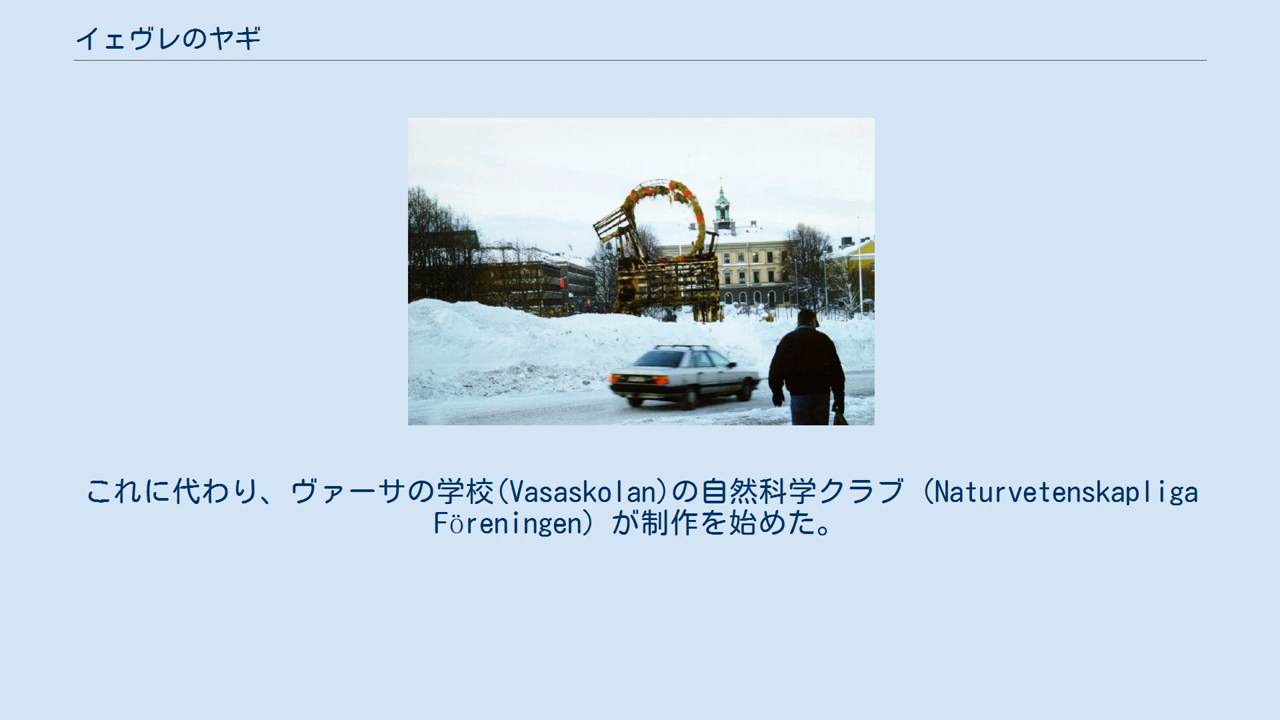 イェヴレのヤギ
これに代わり、ヴァーサの学校(Vasaskolan)の自然科学クラブ (Naturvetenskapliga
Föreningen) が制作を始めた。